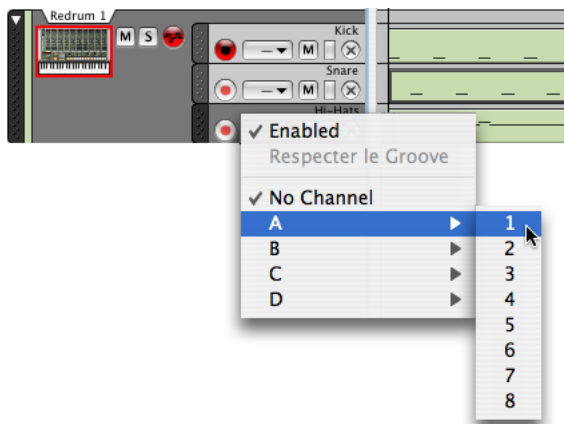 Redrum 1
M S
Kick
M
Snare
M
Hi-Hats
Enabled
Respecter le Groove
No Channel
A
B
C
D
1
2
3
4
5
6
7
8